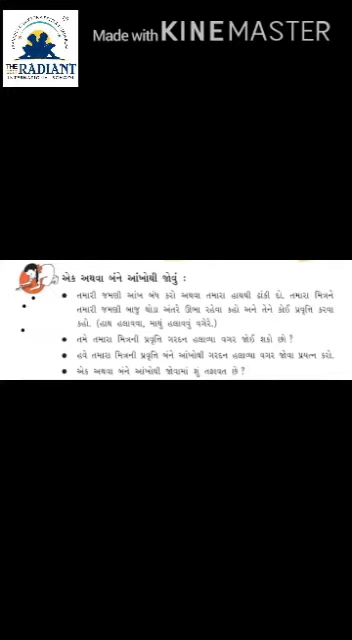 Made with KINEMASTER
THE RADIANT
INTERNATIONAL SCHOOL
એક અથવા બંને આંખોથી જોવું :
• તમારી જમણી આંખ બંધ કરો અથવા તમારા હાથથી ઢાંકી દો. તમારા મિત્રને
તમારી જમણી બાજુ થોડા અંતરે ઊભા રહેવા કહો અને તેને કોઈ પ્રવૃત્તિ કરવા
કહો. (હાથ હલાવવા, માથું હલાવવું વગેરે.)
• તમે તમારા મિત્રની પ્રવૃત્તિ ગરદન હલાવ્યા વગર જોઈ શકો છો ?
• હવે તમારા મિત્રની પ્રવૃત્તિ બંને આંખોથી ગરદન હલાવ્યા વગર જોવા પ્રયત્ન કરો.
• એક અથવા બંને આંખોથી જોવામાં શું તફાવત છે ?